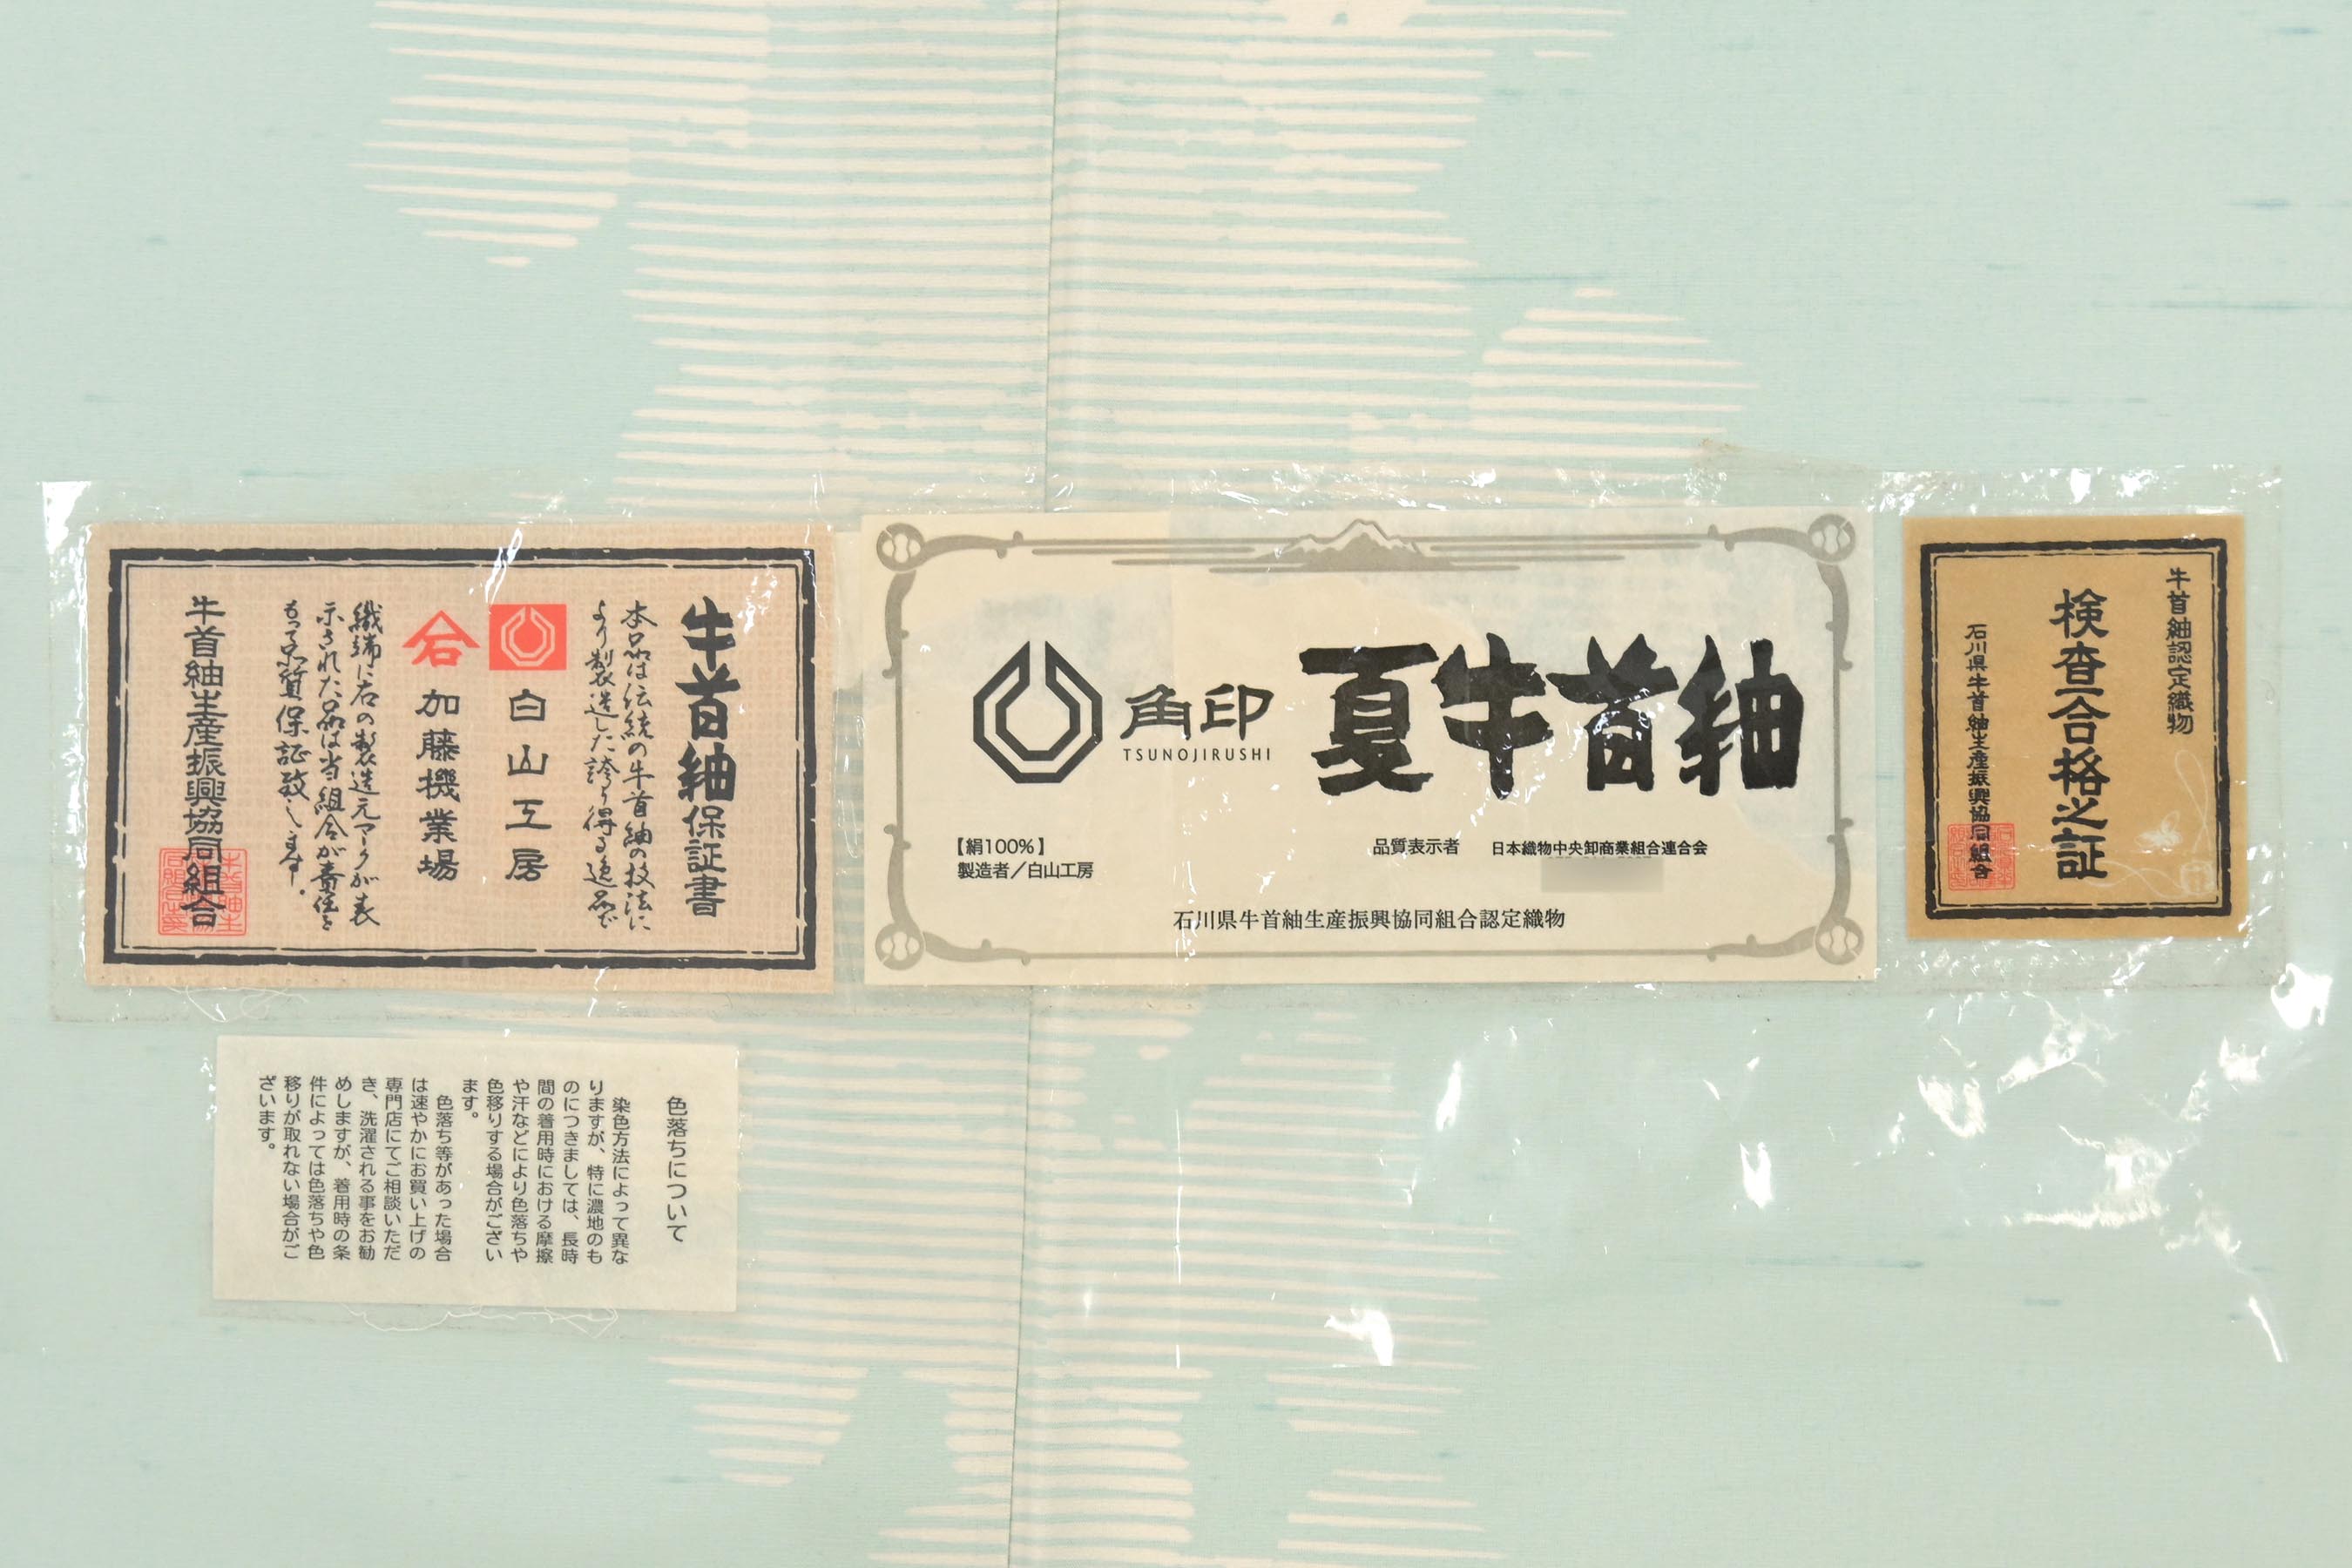 牛首紬保証書
本品は伝統の牛首紬の技法に
より製造した誇り得る逸品で
白山工房
加藤機業場
織端に右の製造元マークが表
示された品は当組合が責任を
もって品質保証致します。
牛首紬生産振興協同組合
角印
TSUNOJIRUSHI
夏牛首紬
【絹100%】
製造者／白山工房
品質表示者 日本織物中央卸商業組合連合会
石川県牛首紬生産振興協同組合認定織物
牛首紬認定織物
検査合格之証
石川県牛首紬生産振興協同組合
色落ちについて
染色方法によって異な
りますが、特に濃地のも
のにつきましては、長時
間の着用時における摩擦
や汗などにより色落ちや
色移りする場合がござい
ます。
色落ち等があった場合
は速やかにお買い上げの
専門店にてご相談いただ
き、洗濯される事をお勧
めしますが、着用時の条
件によっては色落ちや色
移りが取れない場合がご
ざいます。